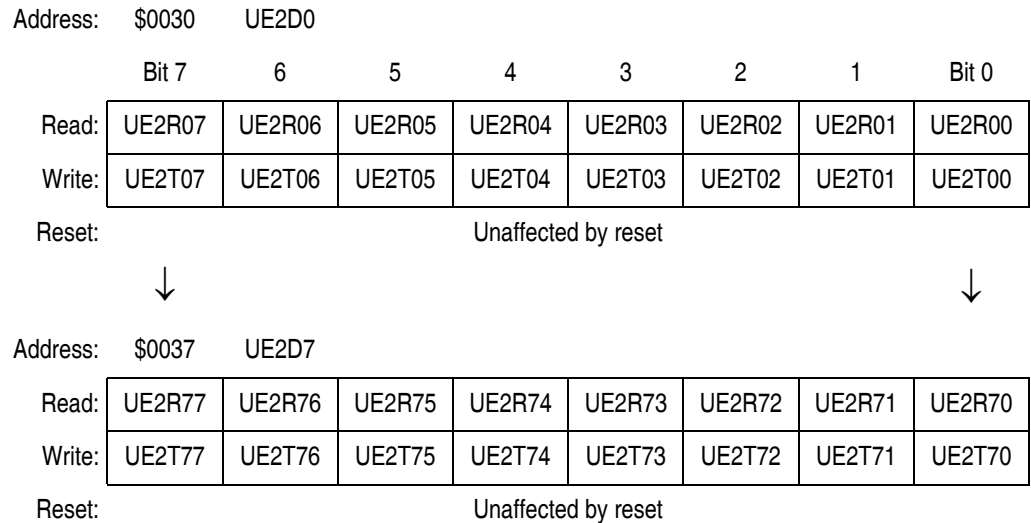 Address: $0030 UE2D0
Bit 7 6 5 4 3 2 1 Bit 0
Read: UE2R07 UE2R06 UE2R05 UE2R04 UE2R03 UE2R02 UE2R01 UE2R00
Write: UE2T07 UE2T06 UE2T05 UE2T04 UE2T03 UE2T02 UE2T01 UE2T00
Reset: Unaffected by reset
↓ ↓
Address: $0037 UE2D7
Read: UE2R77 UE2R76 UE2R75 UE2R74 UE2R73 UE2R72 UE2R71 UE2R70
Write: UE2T77 UE2T76 UE2T75 UE2T74 UE2T73 UE2T72 UE2T71 UE2T70
Reset: Unaffected by reset